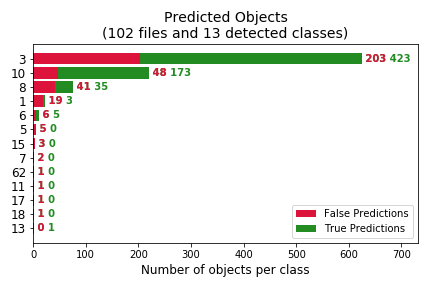 Predicted Objects
(102 files and 13 detected classes)
3 203 423
10 48 173
8 41 35
1 19 3
6 6 5
5 5 0
15 3 0
7 2 0
62 1 0
11 1 0
17 1 0
18 1 0
13 0 1
False Predictions
True Predictions
0 100 200 300 400 500 600 700
Number of objects per class